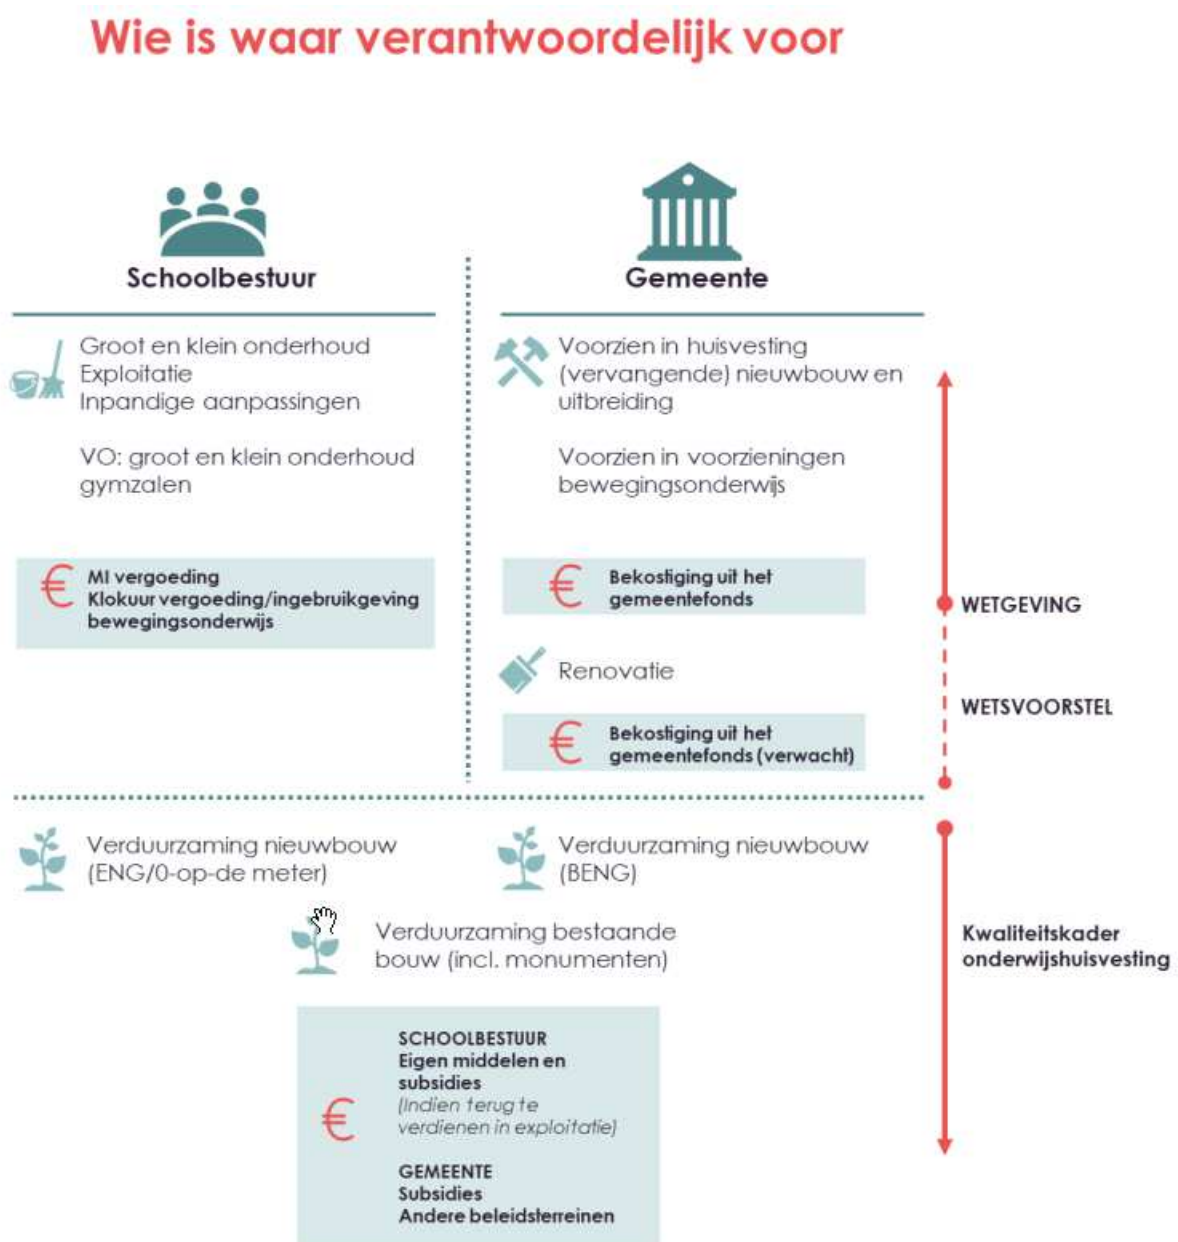 Wie is waar verantwoordelijk voor
Schoolbestuur
Groot en klein onderhoud
Exploitatie
Inpandige aanpassingen
VO: groot en klein onderhoud
gymzalen
€
MI vergoeding
Klokuur vergoeding/ingebruikgeving
bewegingsonderwijs
Gemeente
Voorzien in huisvesting
(vervangende) nieuwbouw en
uitbreiding
Voorzien in voorzieningen
bewegingsonderwijs
€
Bekostiging uit het
gemeentefonds
Renovatie
€
Bekostiging uit het
gemeentefonds (verwacht)
WETGEVING
WETSVOORSTEL
Verduurzaming nieuwbouw
(ENG/0-op-de meter)
Verduurzaming nieuwbouw
(BENG)
Verduurzaming bestaande
bouw (incl. monumenten)
€
SCHOOLBESTUUR
Eigen middelen en
subsidies
(Indien terug te
verdienen in exploitatie)
GEMEENTE
Subsidies
Andere beleidsterreinen
Kwaliteitskader
onderwijshuisvesting